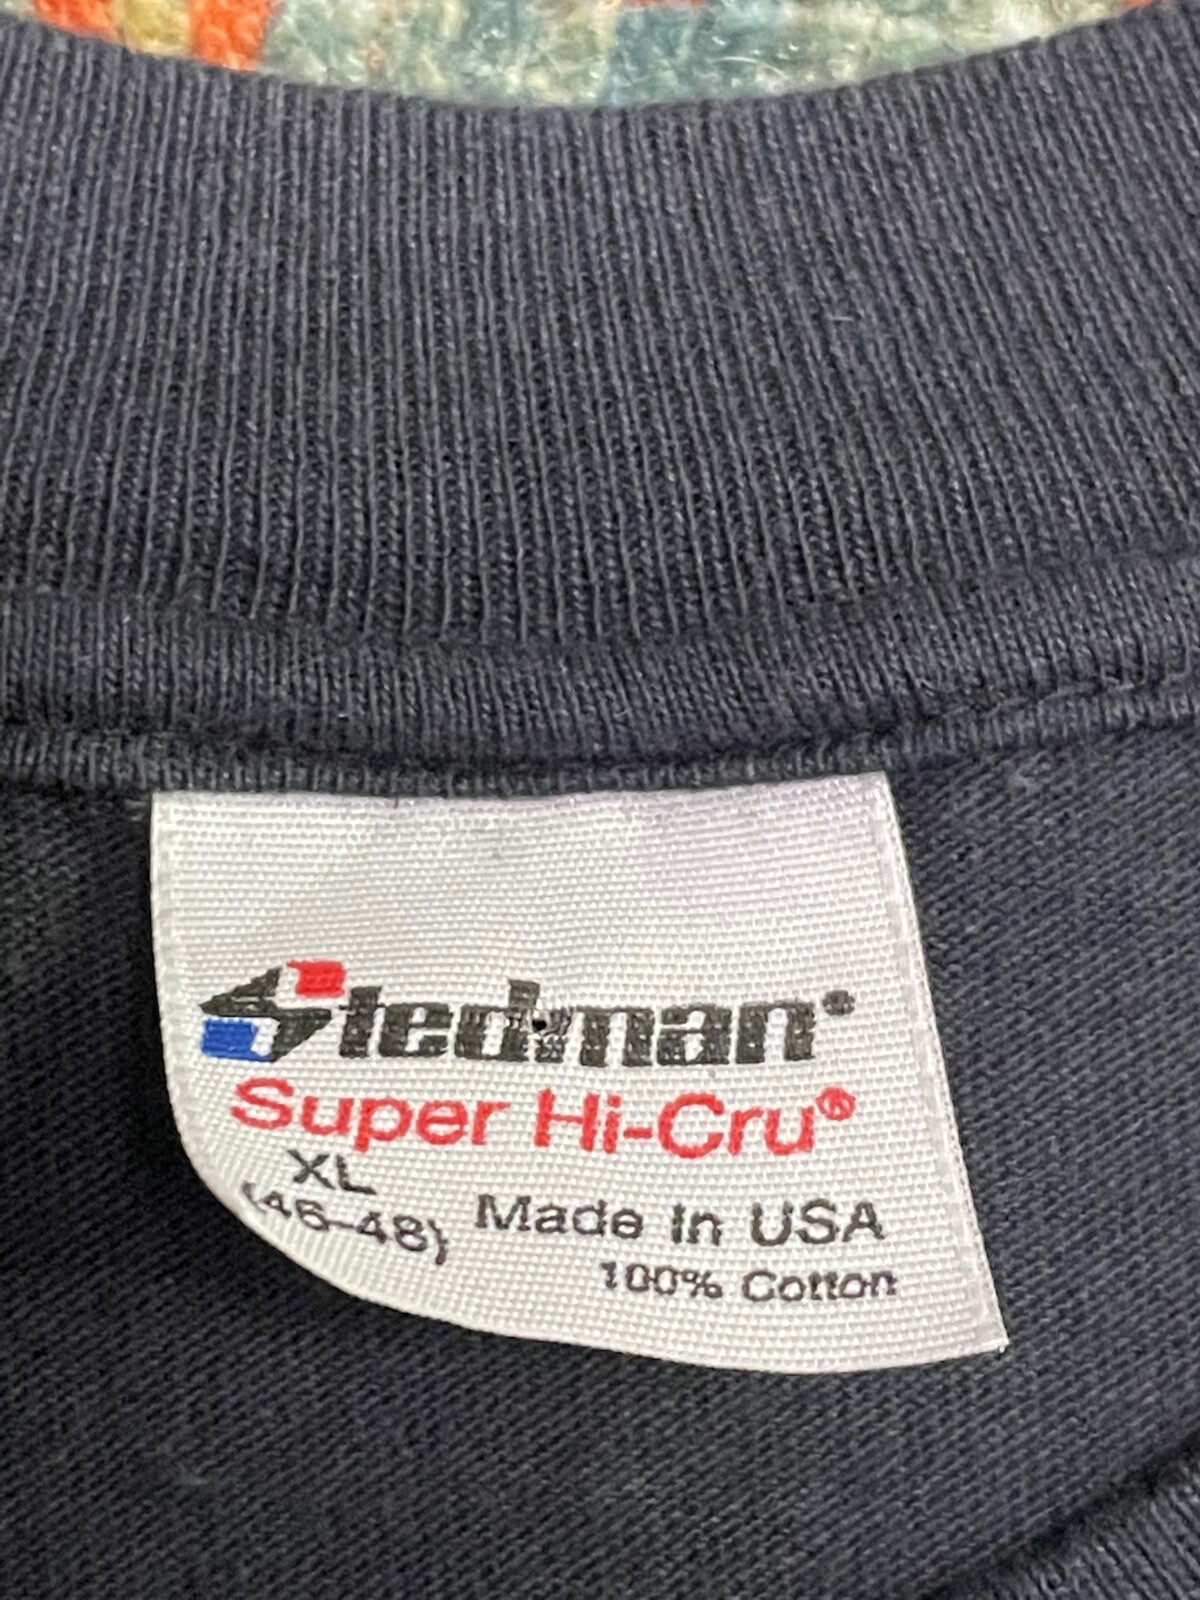 Stedman®
Super Hi-Cru®
XL
(46-48)
Made In USA
100% Cotton